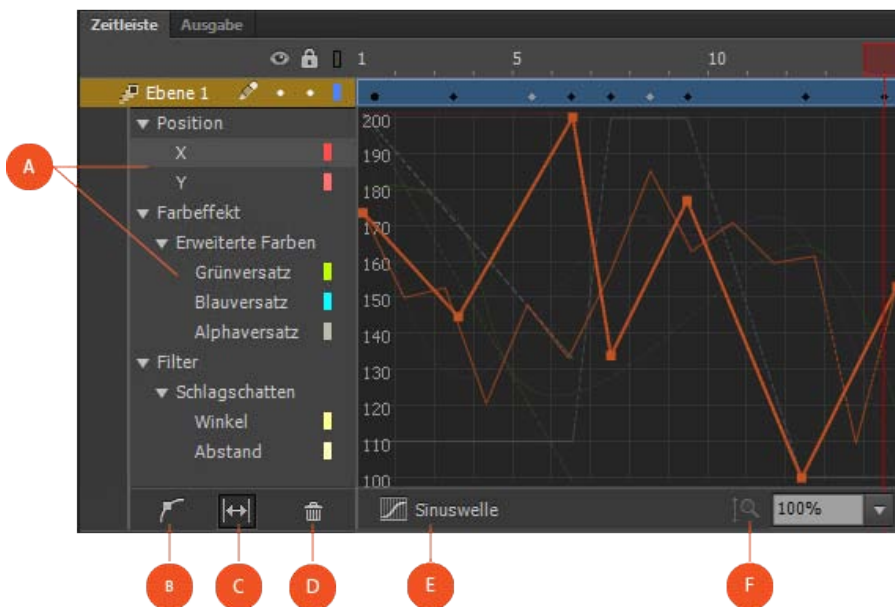 Zeitleiste Ausgabe
1 5 10
Ebene 1
Position
X
Y
Farbeffekt
Erweiterte Farben
Grünversatz
Blauversatz
Alphaversatz
Filter
Schlagschatten
Winkel
Abstand
200
190
180
170
160
150
140
130
120
110
100
Sinuswelle
100%
A
B
C
D
E
F